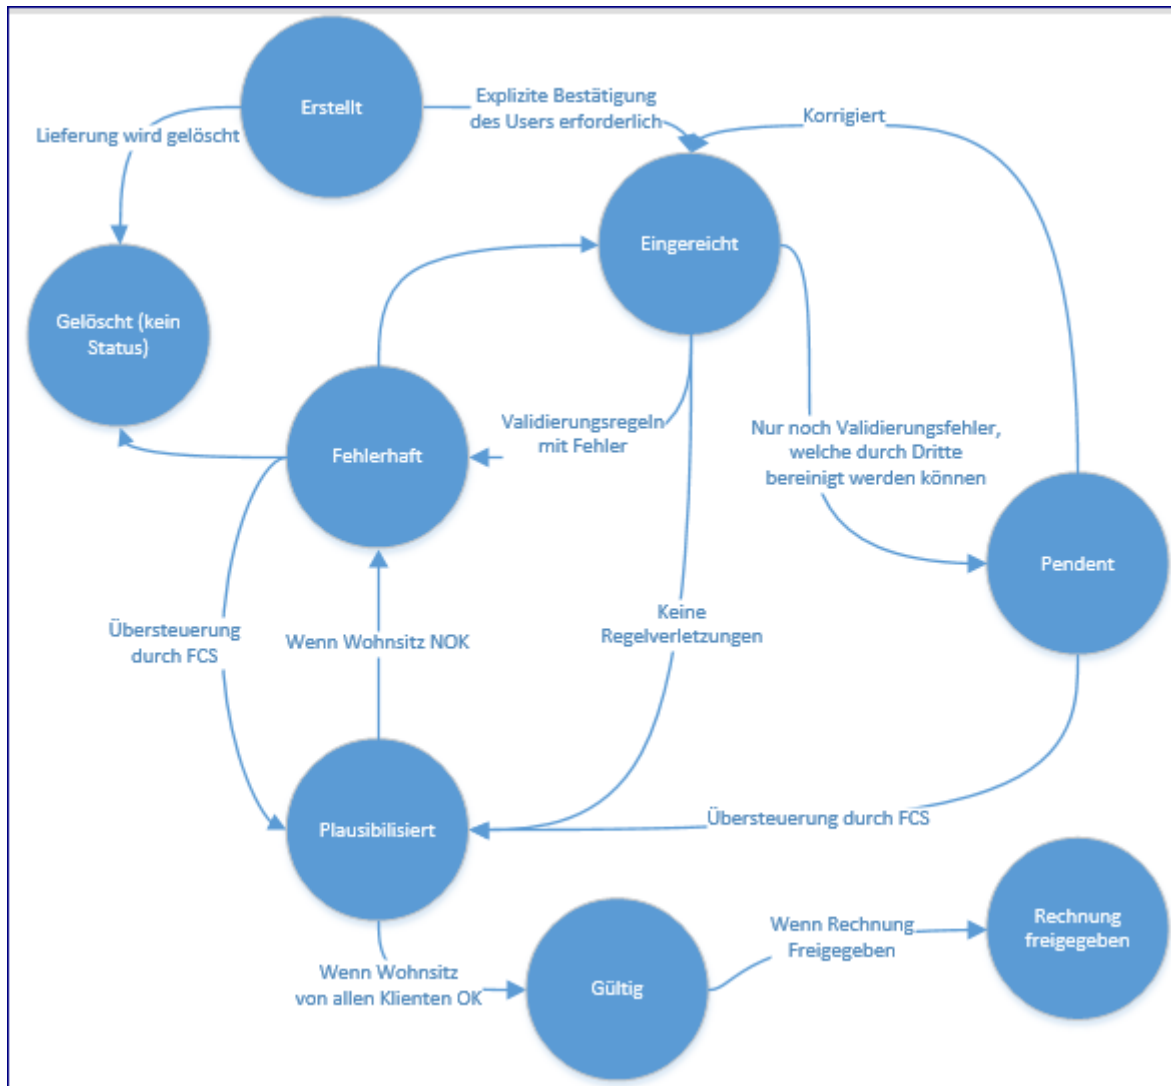 Erstellt
Explizite Bestätigung
des Users erforderlich
Korrigiert
Lieferung wird gelöscht
Eingereicht
Gelöscht (kein
Status)
Validierungsregeln
mit Fehler
Nur noch Validierungsfehler,
welche durch Dritte
bereinigt werden können
Fehlerhaft
Pendent
Übersteuerung
durch FCS
Wenn Wohnsitz NOK
Keine
Regelverletzungen
Plausibilisiert
Übersteuerung durch FCS
Wenn Wohnsitz
von allen Klienten OK
Gültig
Wenn Rechnung
Freigegeben
Rechnung
freigegeben